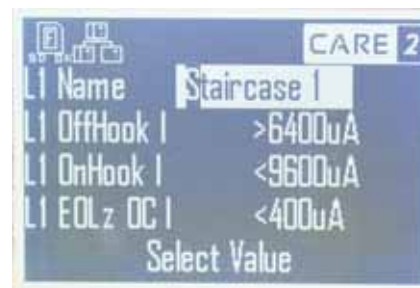 CARE 2
L1 Name Staircase 1
L1 OffHook I >6400uA
L1 OnHook I <9600uA
L1 EOLz OC I <400uA
Select Value